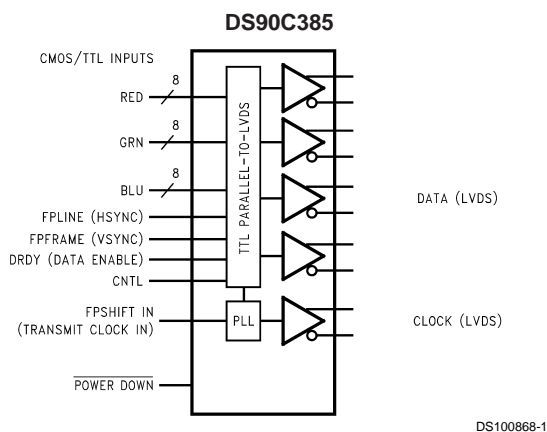 DS90C385
CMOS/TTL INPUTS
RED
8
GRN
8
BLU
8
FPLINE (HSYNC)
FPFRAME (VSYNC)
DRDY (DATA ENABLE)
CNTL
FPSHIFT IN
(TRANSMIT CLOCK IN)
POWER DOWN
TTL PARALLEL-TO-LVDS
PLL
DATA (LVDS)
CLOCK (LVDS)
DS100868-1